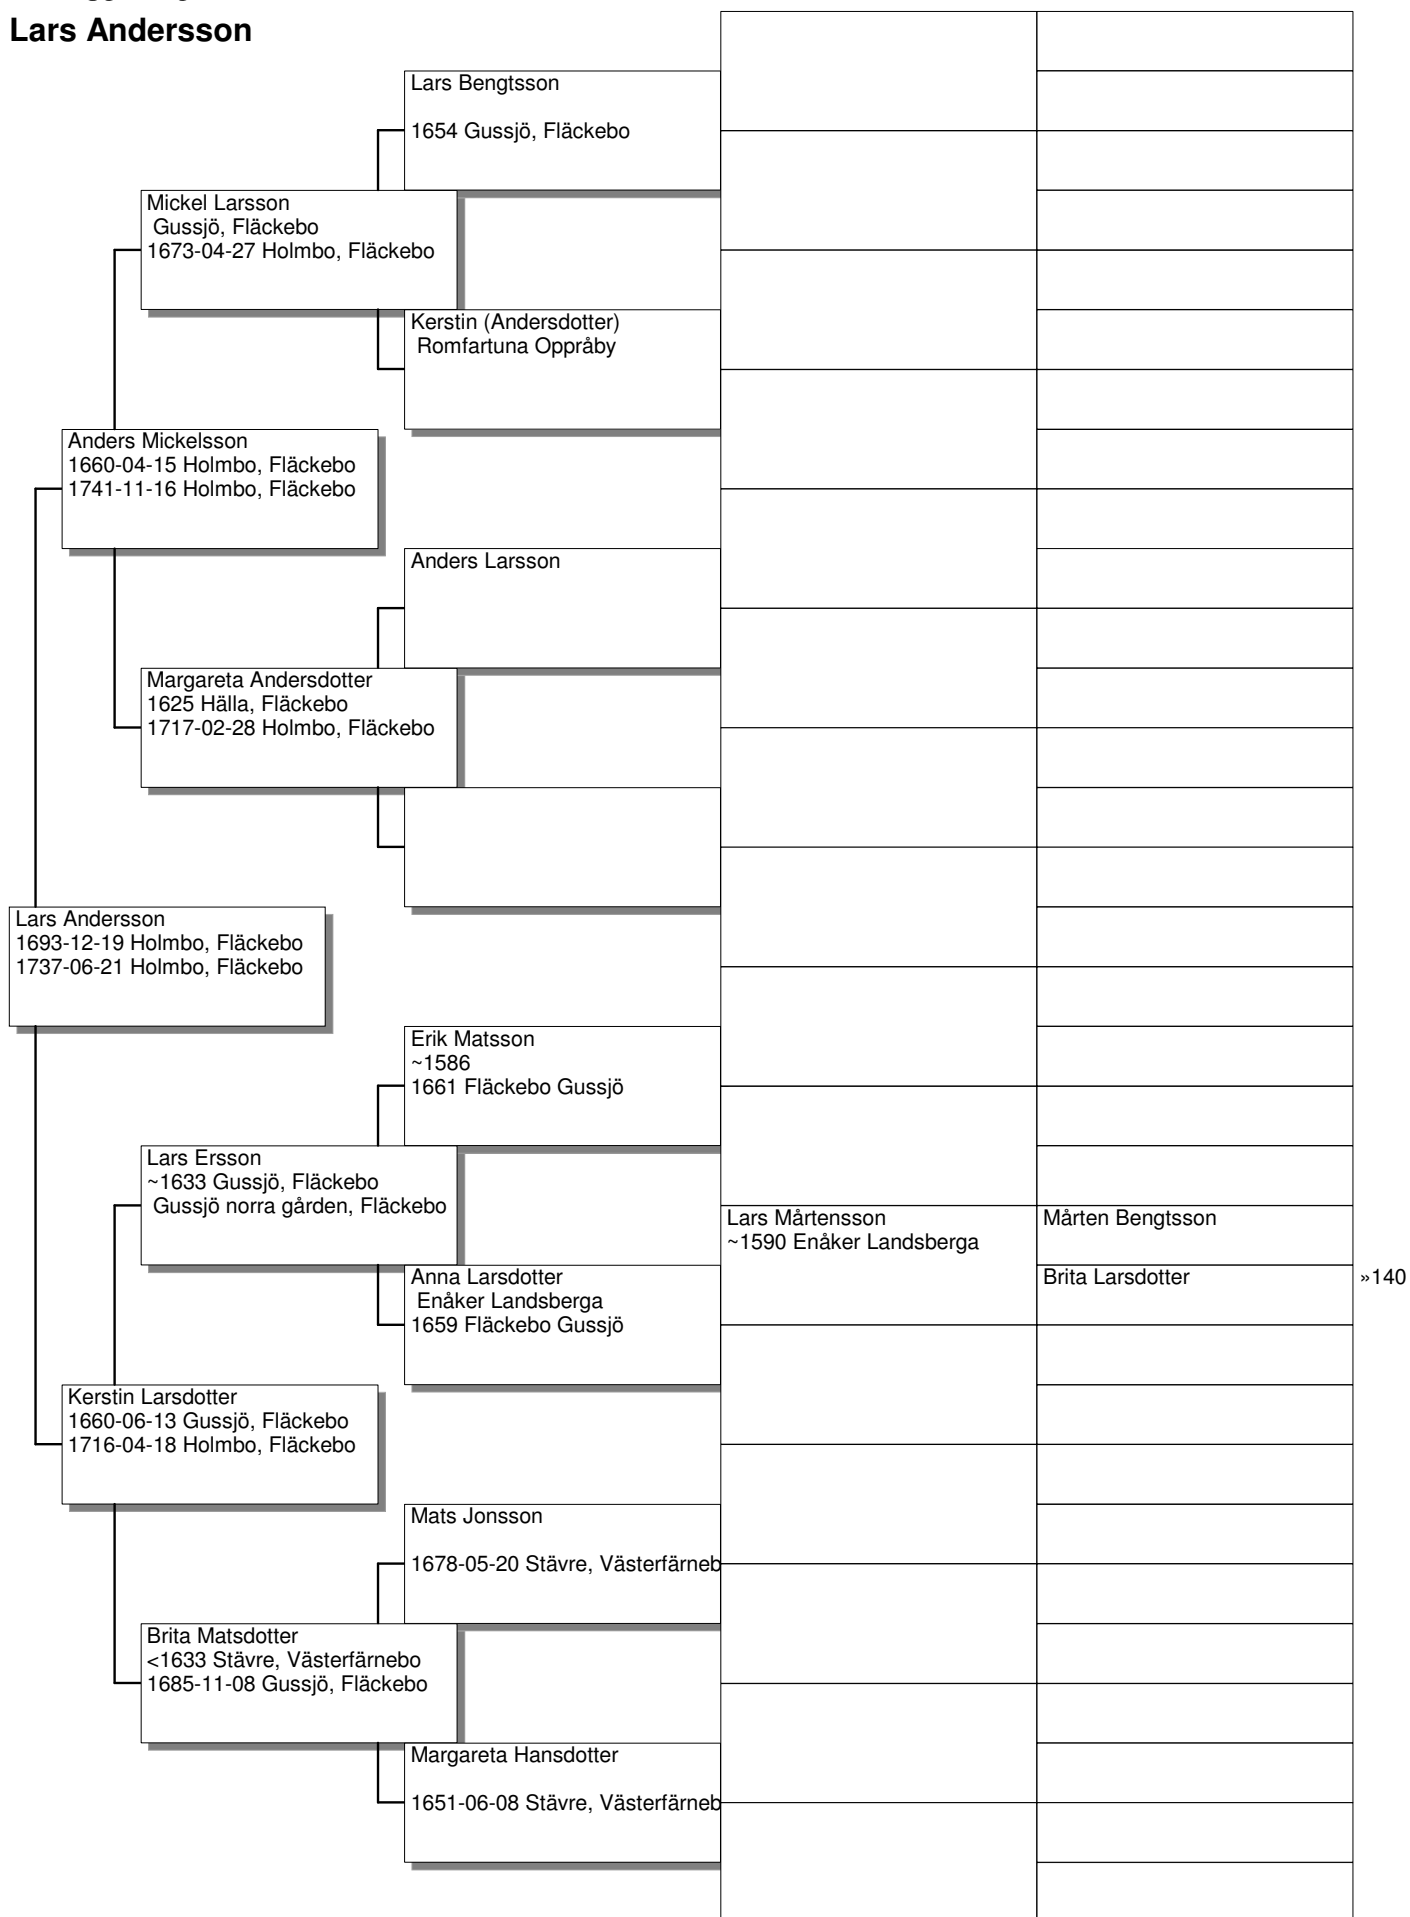 Lars Andersson
Lars Bengtsson
1654 Gussjö, Fläckebo
Mickel Larsson
Gussjö, Fläckebo
1673-04-27 Holmbo, Fläckebo
Kerstin (Andersdotter)
Romfartuna Oppråby
Anders Mickelsson
1660-04-15 Holmbo, Fläckebo
1741-11-16 Holmbo, Fläckebo
Anders Larsson
Margareta Andersdotter
1625 Hälla, Fläckebo
1717-02-28 Holmbo, Fläckebo
Lars Andersson
1693-12-19 Holmbo, Fläckebo
1737-06-21 Holmbo, Fläckebo
Erik Matsson
~1586
1661 Fläckebo Gussjö
Lars Ersson
~1633 Gussjö, Fläckebo
Gussjö norra gården, Fläckebo
Lars Mårtensson
~1590 Enåker Landsberga
Mårten Bengtsson
Anna Larsdotter
Enåker Landsberga
1659 Fläckebo Gussjö
Brita Larsdotter
»140
Kerstin Larsdotter
1660-06-13 Gussjö, Fläckebo
1716-04-18 Holmbo, Fläckebo
Mats Jonsson
1678-05-20 Stävre, Västerfärneb
Brita Matsdotter
<1633 Stävre, Västerfärnebo
1685-11-08 Gussjö, Fläckebo
Margareta Hansdotter
1651-06-08 Stävre, Västerfärneb